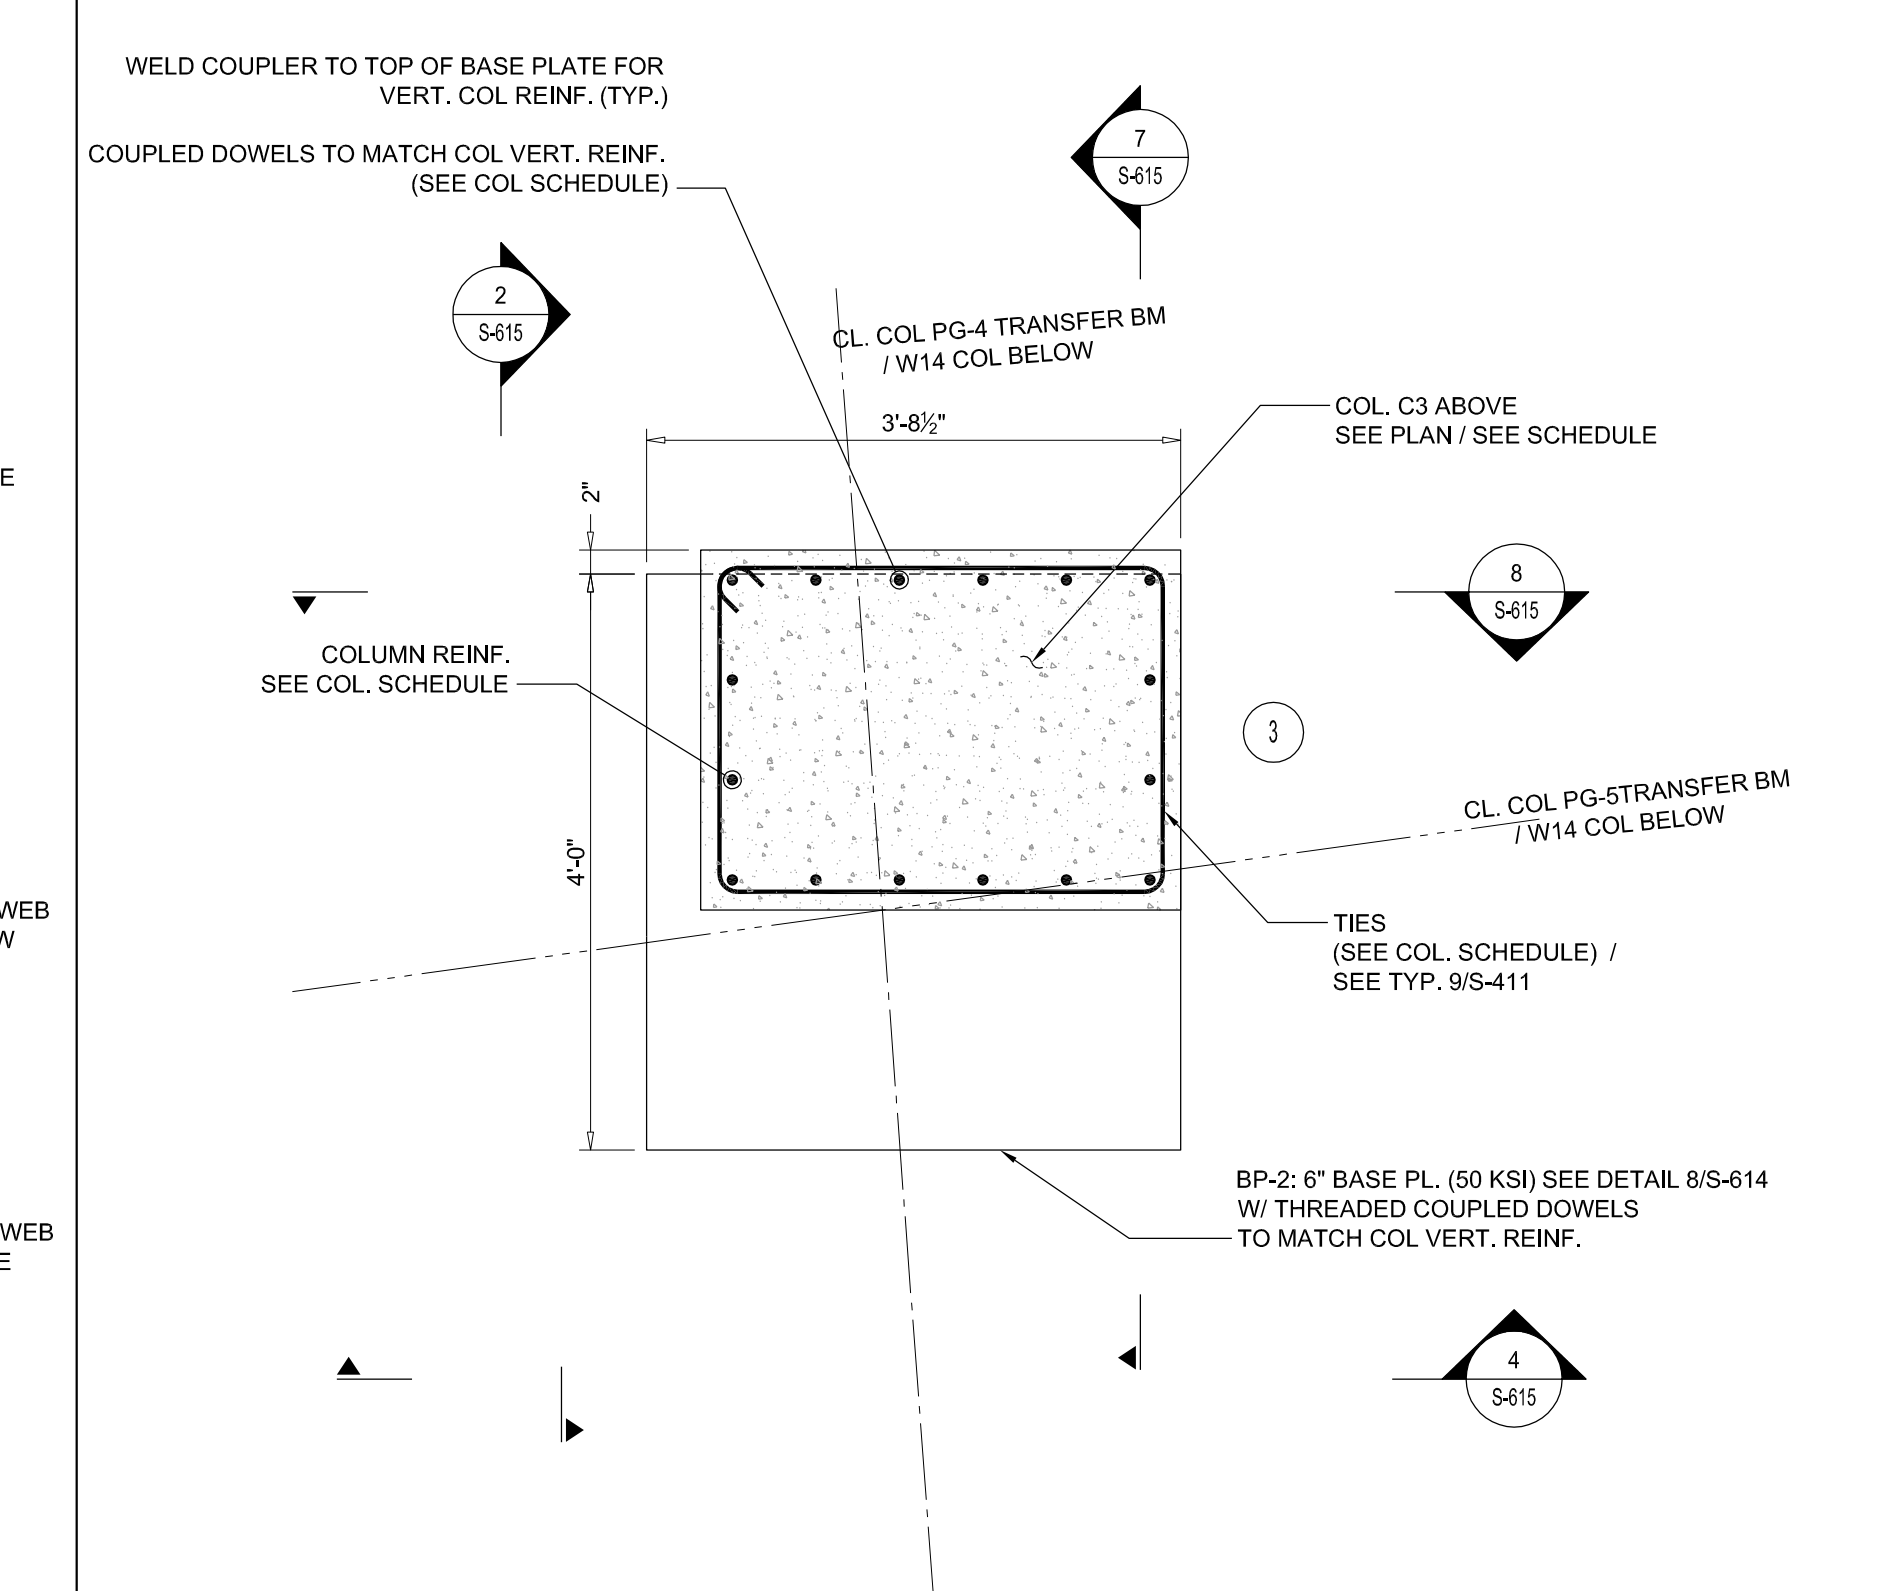 WELD COUPLER TO TOP OF BASE PLATE FOR
VERT. COL REINF. (TYP.)
COUPLED DOWELS TO MATCH COL VERT. REINF.
(SEE COL SCHEDULE)
7
S-615
2
S-615
CL. COL PG-4 TRANSFER BM
/ W14 COL BELOW
3'-8½"
COL. C3 ABOVE
SEE PLAN / SEE SCHEDULE
E
2"
8
S-615
COLUMN REINF.
SEE COL. SCHEDULE
3
CL. COL PG-5TRANSFER BM
/ W14 COL BELOW
4'-0"
WEB
W
TIES
(SEE COL. SCHEDULE) /
SEE TYP. 9/S-411
BP-2: 6" BASE PL. (50 KSI) SEE DETAIL 8/S-614
W/ THREADED COUPLED DOWELS
TO MATCH COL VERT. REINF.
WEB
E
4
S-615